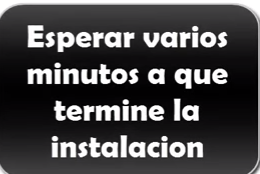 Esperar varios
minutos a que
termine la
instalacion